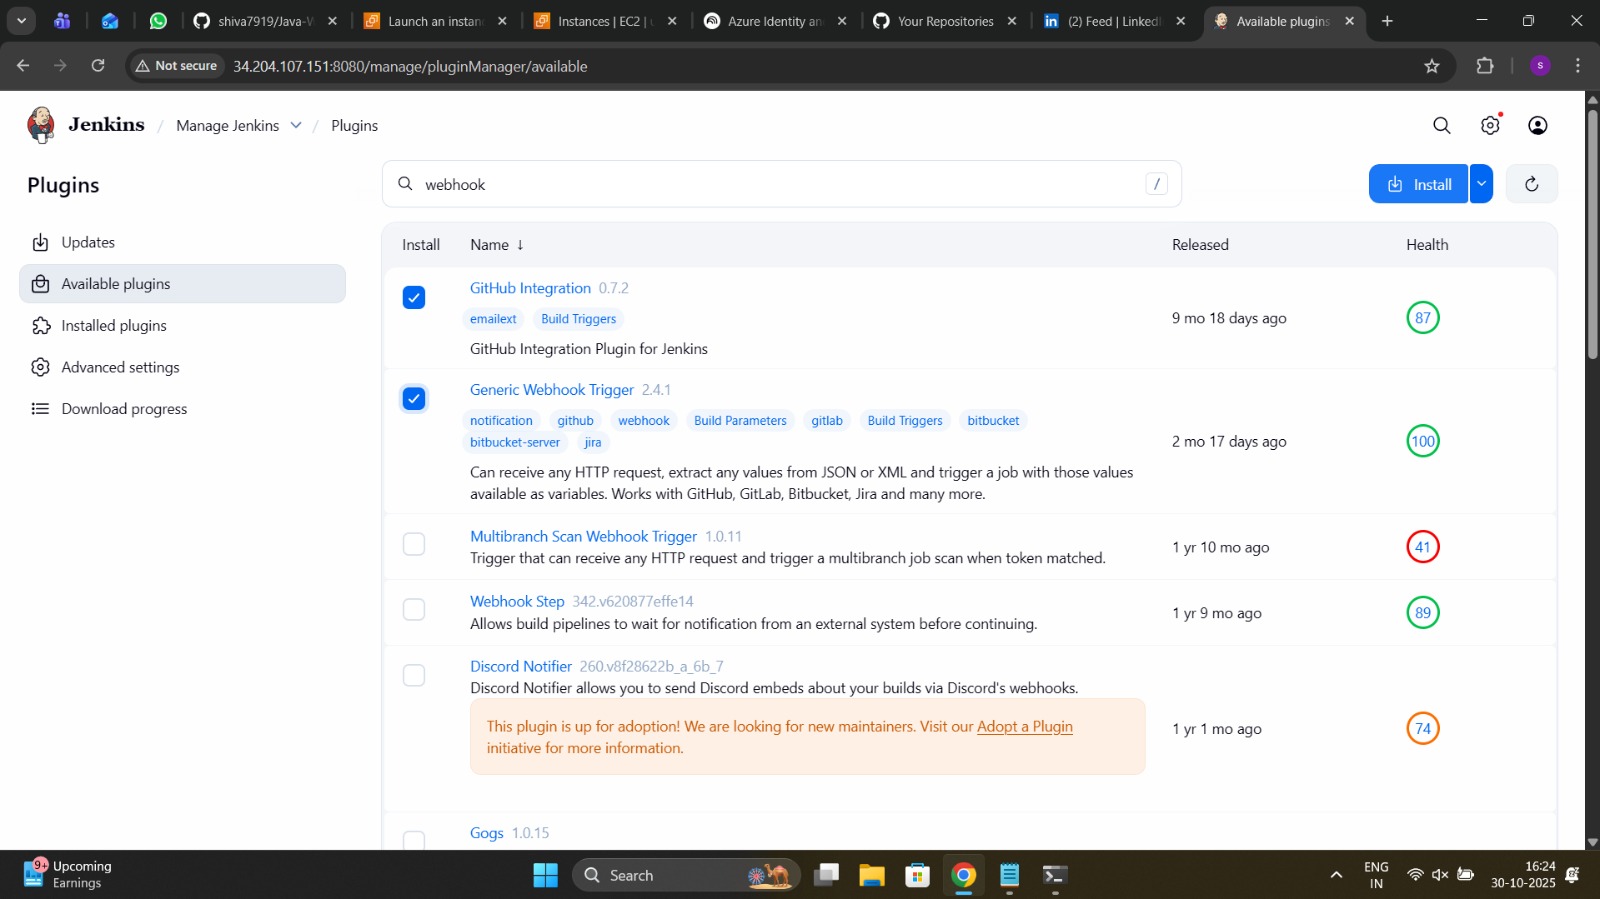 shiva7919/Java-W
Launch an instan
Instances | EC2 | u
Azure Identity an
Your Repositories
in (2) Feed | LinkedI
Available plugins
Not secure
34.204.107.151:8080/manage/pluginManager/available
s
Jenkins / Manage Jenkins / Plugins
Plugins
webhook
/
Install
Updates
Available plugins
Installed plugins
Advanced settings
Download progress
Install Name ↓ Released Health
GitHub Integration 0.7.2
emailext Build Triggers
GitHub Integration Plugin for Jenkins
9 mo 18 days ago
87
Generic Webhook Trigger 2.4.1
notification github webhook Build Parameters gitlab Build Triggers bitbucket
bitbucket-server jira
Can receive any HTTP request, extract any values from JSON or XML and trigger a job with those values
available as variables. Works with GitHub, GitLab, Bitbucket, Jira and many more.
2 mo 17 days ago
100
Multibranch Scan Webhook Trigger 1.0.11
Trigger that can receive any HTTP request and trigger a multibranch job scan when token matched.
1 yr 10 mo ago
41
Webhook Step 342.v620877effe14
Allows build pipelines to wait for notification from an external system before continuing.
1 yr 9 mo ago
89
Discord Notifier 260.v8f28622b_a_6b_7
Discord Notifier allows you to send Discord embeds about your builds via Discord's webhooks.
This plugin is up for adoption! We are looking for new maintainers. Visit our Adopt a Plugin
initiative for more information.
1 yr 1 mo ago
74
Gogs 1.0.15
9+
Upcoming
Earnings
Search
ENG
IN
16:24
30-10-2025